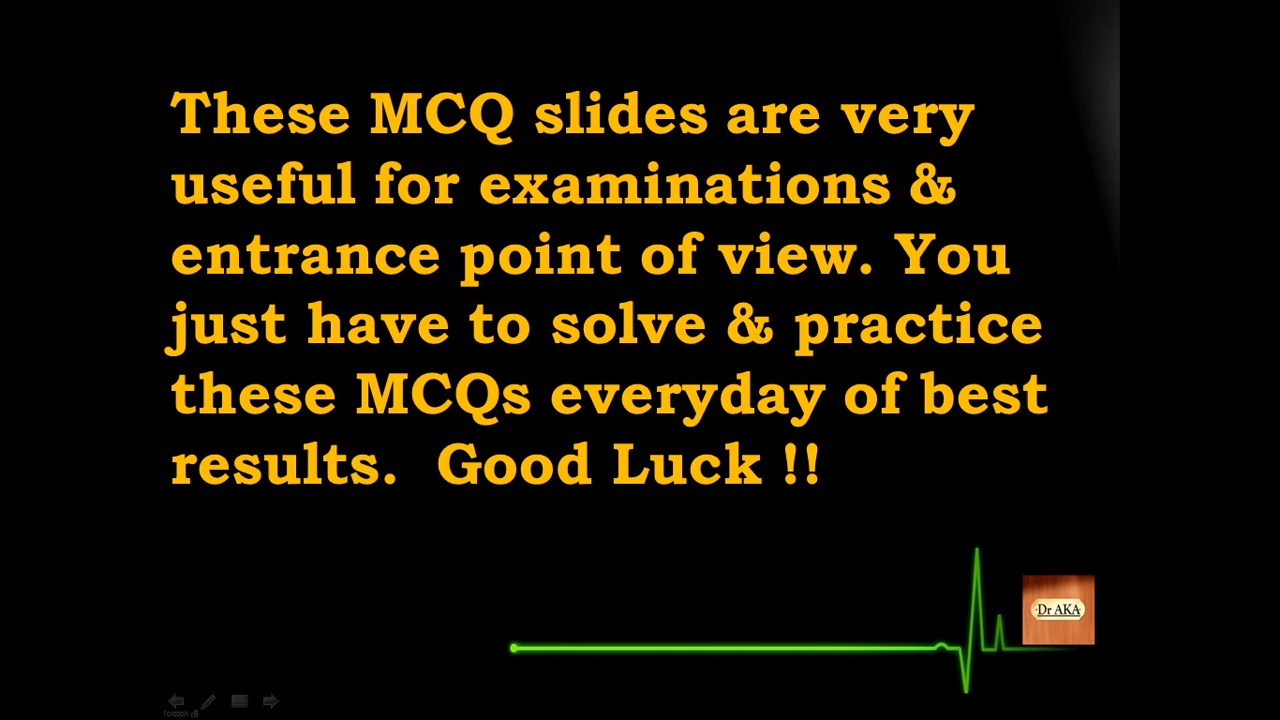 These MCQ slides are very
useful for examinations &
entrance point of view. You
just have to solve & practice
these MCQs everyday of best
results.  Good Luck !!
Dr AKA